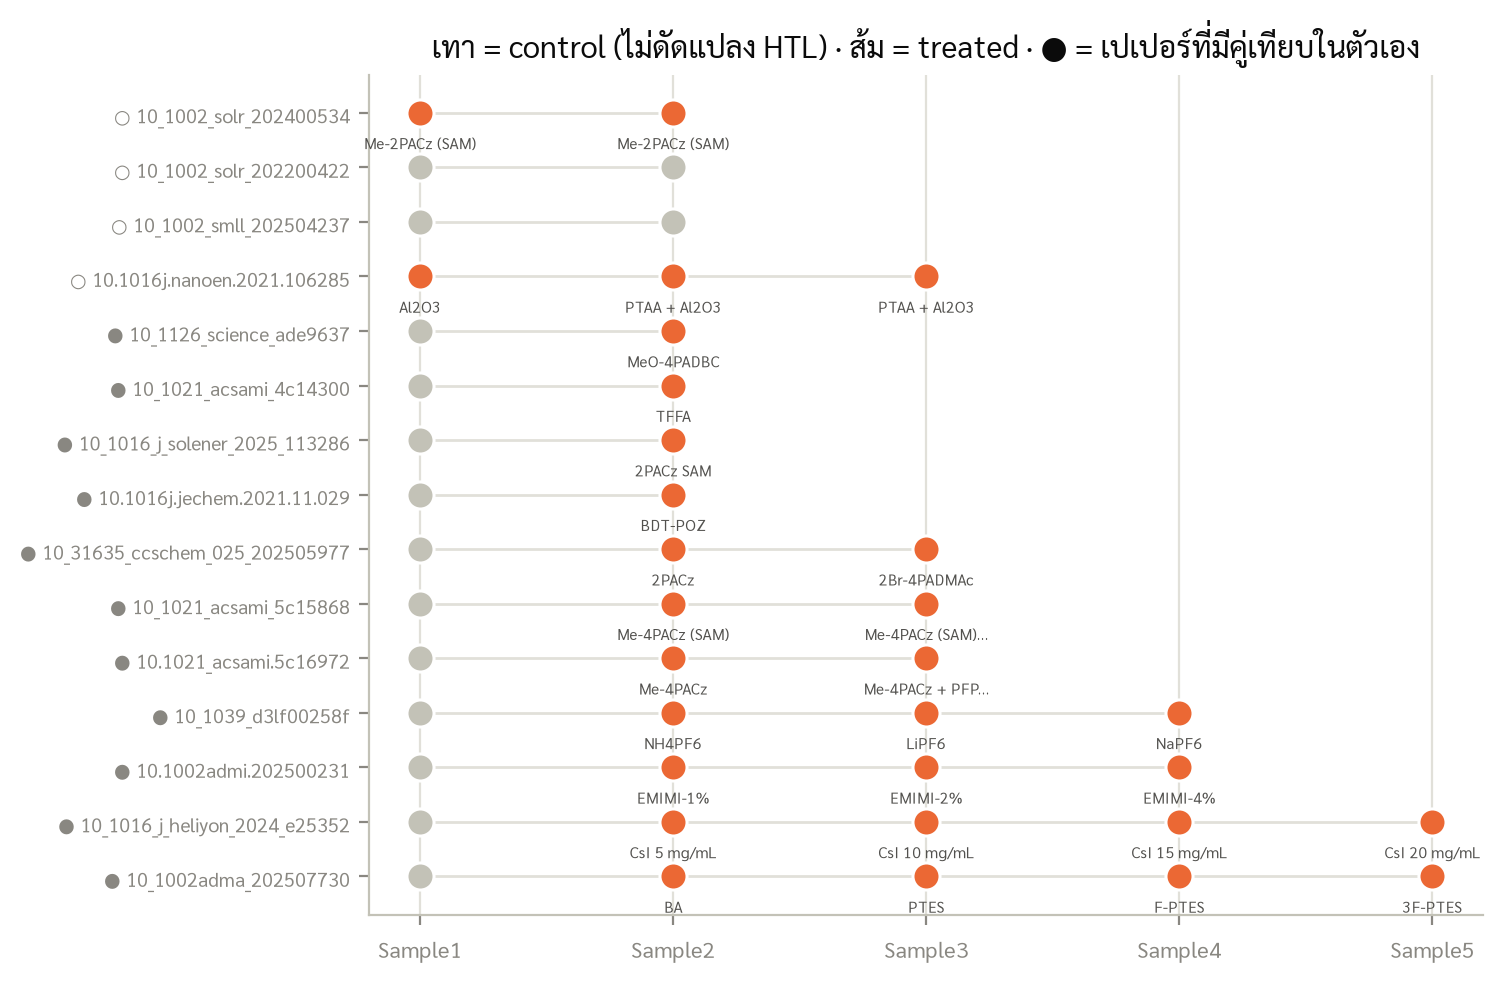 เทา = control (ไม่ดัดแปลง HTL) · ส้ม = treated · ● = เปเปอร์ที่มีคู่เทียบในตัวเอง
○ 10_1002_solr_202400534
Me-2PACz (SAM) Me-2PACz (SAM)
○ 10_1002_solr_202200422
○ 10_1002_smll_202504237
○ 10.1016j.nanoen.2021.106285
Al2O3 PTAA + Al2O3 PTAA + Al2O3
● 10_1126_science_ade9637
MeO-4PADBC
● 10_1021_acsami_4c14300
TFFA
● 10_1016_j_solener_2025_113286
2PACz SAM
● 10.1016j.jechem.2021.11.029
BDT-POZ
● 10_31635_ccschem_025_202505977
2PACz 2Br-4PADMAc
● 10_1021_acsami_5c15868
Me-4PACz (SAM) Me-4PACz (SAM)...
● 10.1021_acsami.5c16972
Me-4PACz Me-4PACz + PFP...
● 10_1039_d3lf00258f
NH4PF6 LiPF6 NaPF6
● 10.1002admi.202500231
EMIMI-1% EMIMI-2% EMIMI-4%
● 10_1016_j_heliyon_2024_e25352
CsI 5 mg/mL CsI 10 mg/mL CsI 15 mg/mL CsI 20 mg/mL
● 10_1002adma_202507730
BA PTES F-PTES 3F-PTES
Sample1 Sample2 Sample3 Sample4 Sample5